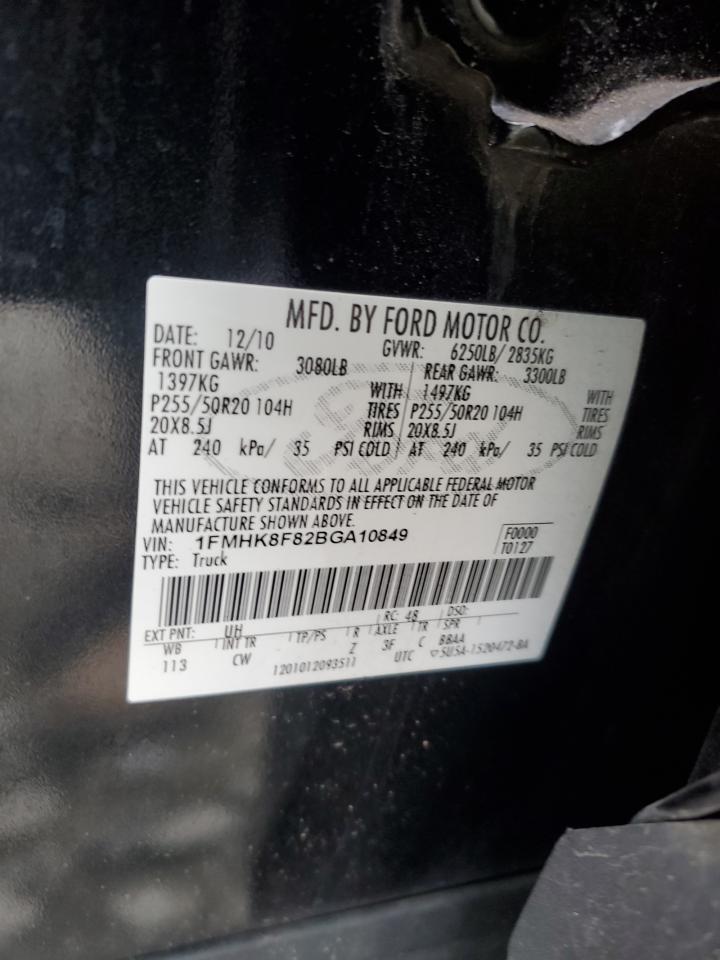 MFD. BY FORD MOTOR CO.
DATE: 12/10 GVWR: 6250LB/ 2835KG
FRONT GAWR: 3080LB REAR GAWR: 3300LB
1397KG WITH 1497KG WITH
P255/50R20 104H TIRES P255/50R20 104H TIRES
20X8.5J RIMS 20X8.5J RIMS
AT 240 kPa/ 35 PSI COLD AT 240 kPa/ 35 PSI COLD
THIS VEHICLE CONFORMS TO ALL APPLICABLE FEDERAL MOTOR
VEHICLE SAFETY STANDARDS IN EFFECT ON THE DATE OF
MANUFACTURE SHOWN ABOVE.
VIN: 1FMHK8F82BGA10849 F0000
TYPE: Truck T0127
EXT PNT: UH RC: 48 DSO:
WB INT TR TP/PS R AXLE TR SPR
113 CW Z 3F C BBAA
1201012093511 UTC ▽5U5A-1520472-BA